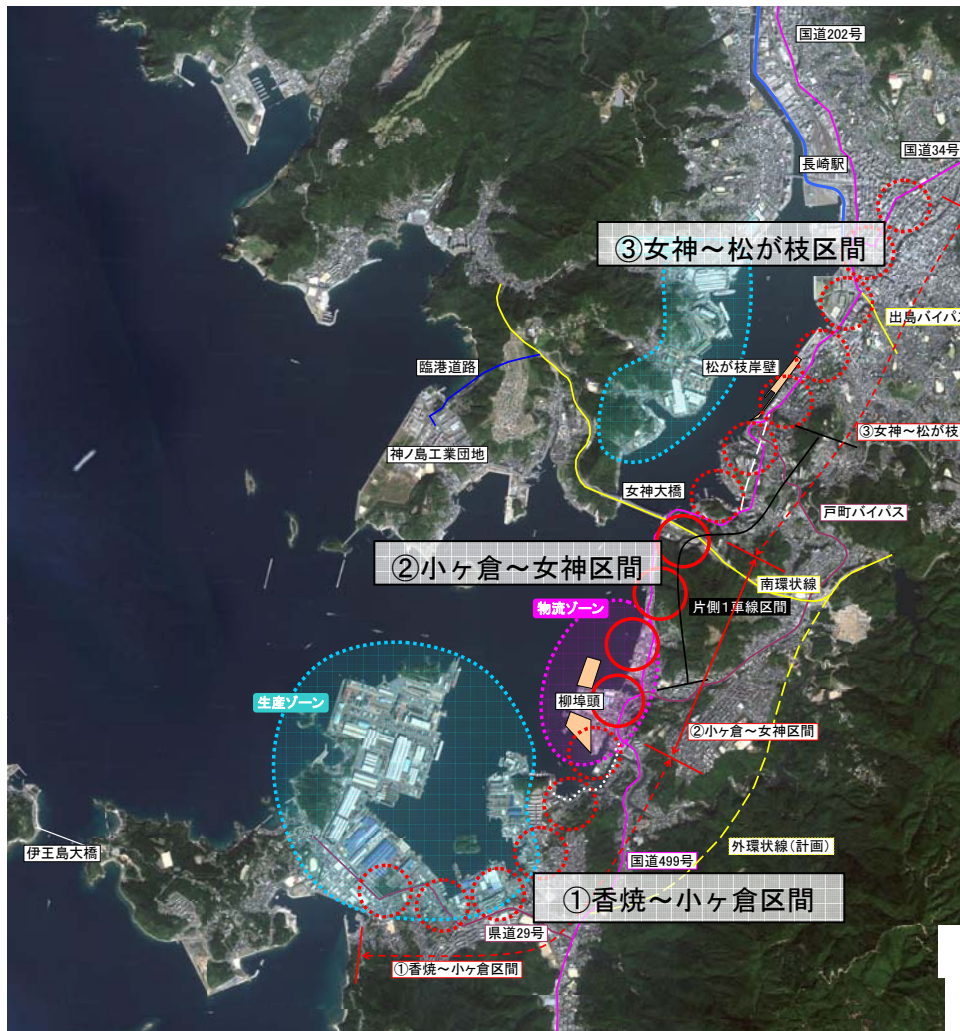 国道202号
国道34号
長崎駅
③女神～松が枝区間
出島バイパス
臨港道路
松が枝岸壁
③女神～松が枝
神ノ島工業団地
女神大橋
戸町バイパス
②小ヶ倉～女神区間
南環状線
物流ゾーン
片側1車線区間
生産ゾーン
柳埠頭
②小ヶ倉～女神区間
伊王島大橋
外環状線(計画)
国道499号
①香焼～小ヶ倉区間
県道29号
①香焼～小ヶ倉区間